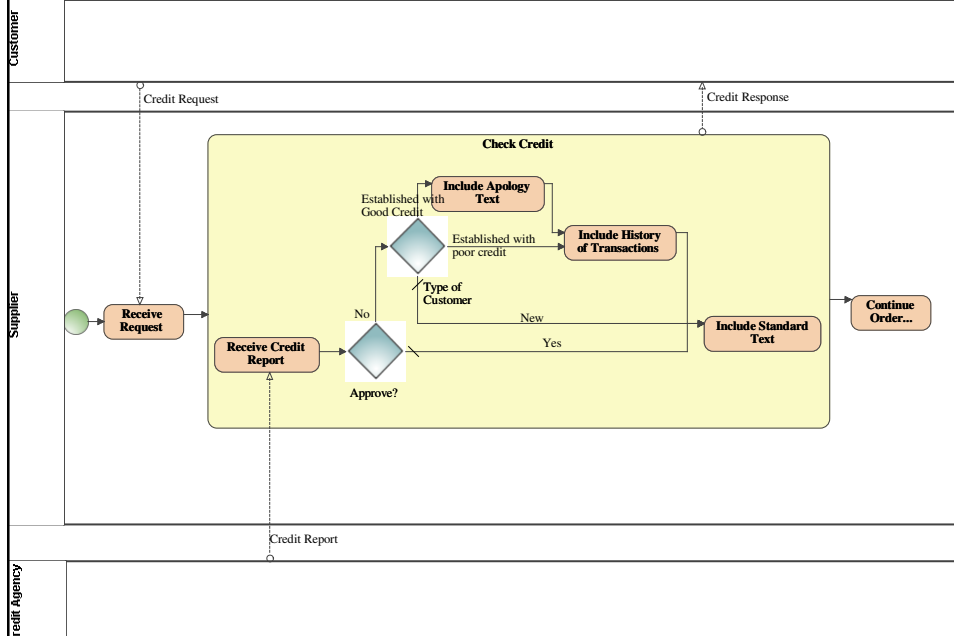 Customer
Credit Request
Credit Response
Supplier
Check Credit
Include Apology
Text
Established with
Good Credit
Include History
of Transactions
Established with
poor credit
Type of
Customer
Receive
Request
No
New
Continue
Order...
Include Standard
Text
Receive Credit
Report
Yes
Approve?
Credit Report
redit Agency